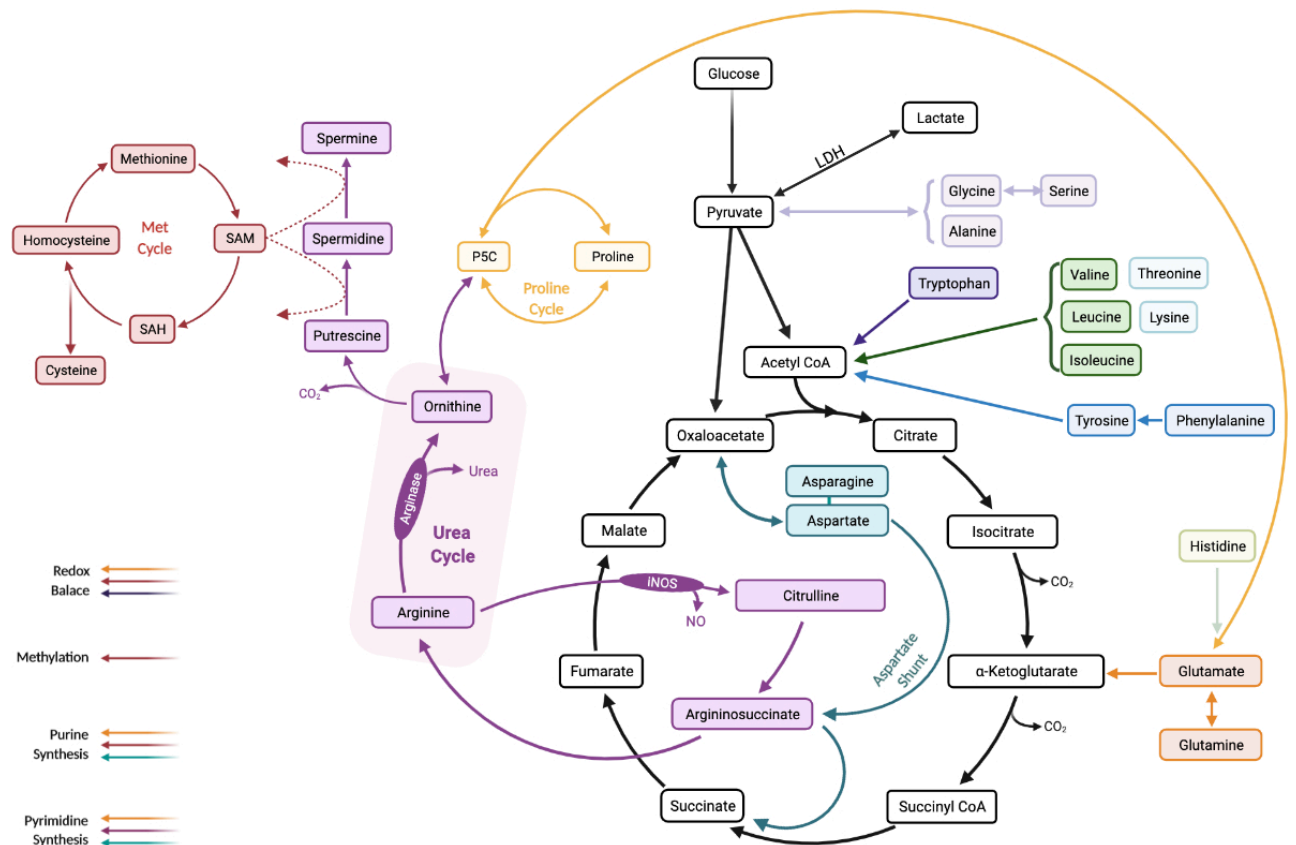 Glucose
Lactate
LDH
Spermine
Methionine
Glycine
Serine
Pyruvate
Alanine
Homocysteine
Met
Cycle
SAM
Spermidine
P5C
Proline
Proline
Cycle
Tryptophan
Valine
Threonine
Leucine
Lysine
Isoleucine
SAH
Putrescine
Cysteine
Acetyl CoA
CO₂
Ornithine
Tyrosine
Phenylalanine
Oxaloacetate
Citrate
Urea
Arginase
Asparagine
Aspartate
Urea
Cycle
Malate
Isocitrate
Histidine
Redox
Balace
CO₂
iNOS
Citrulline
NO
Arginine
Methylation
Fumarate
Aspartate
Shunt
α-Ketoglutarate
Glutamate
Argininosuccinate
CO₂
Glutamine
Purine
Synthesis
Succinate
Succinyl CoA
Pyrimidine
Synthesis